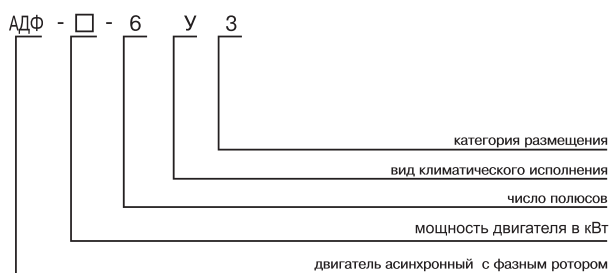 АДФ - □ - 6 У 3
категория размещения
вид климатического исполнения
число полюсов
мощность двигателя в кВт
двигатель асинхронный с фазным ротором